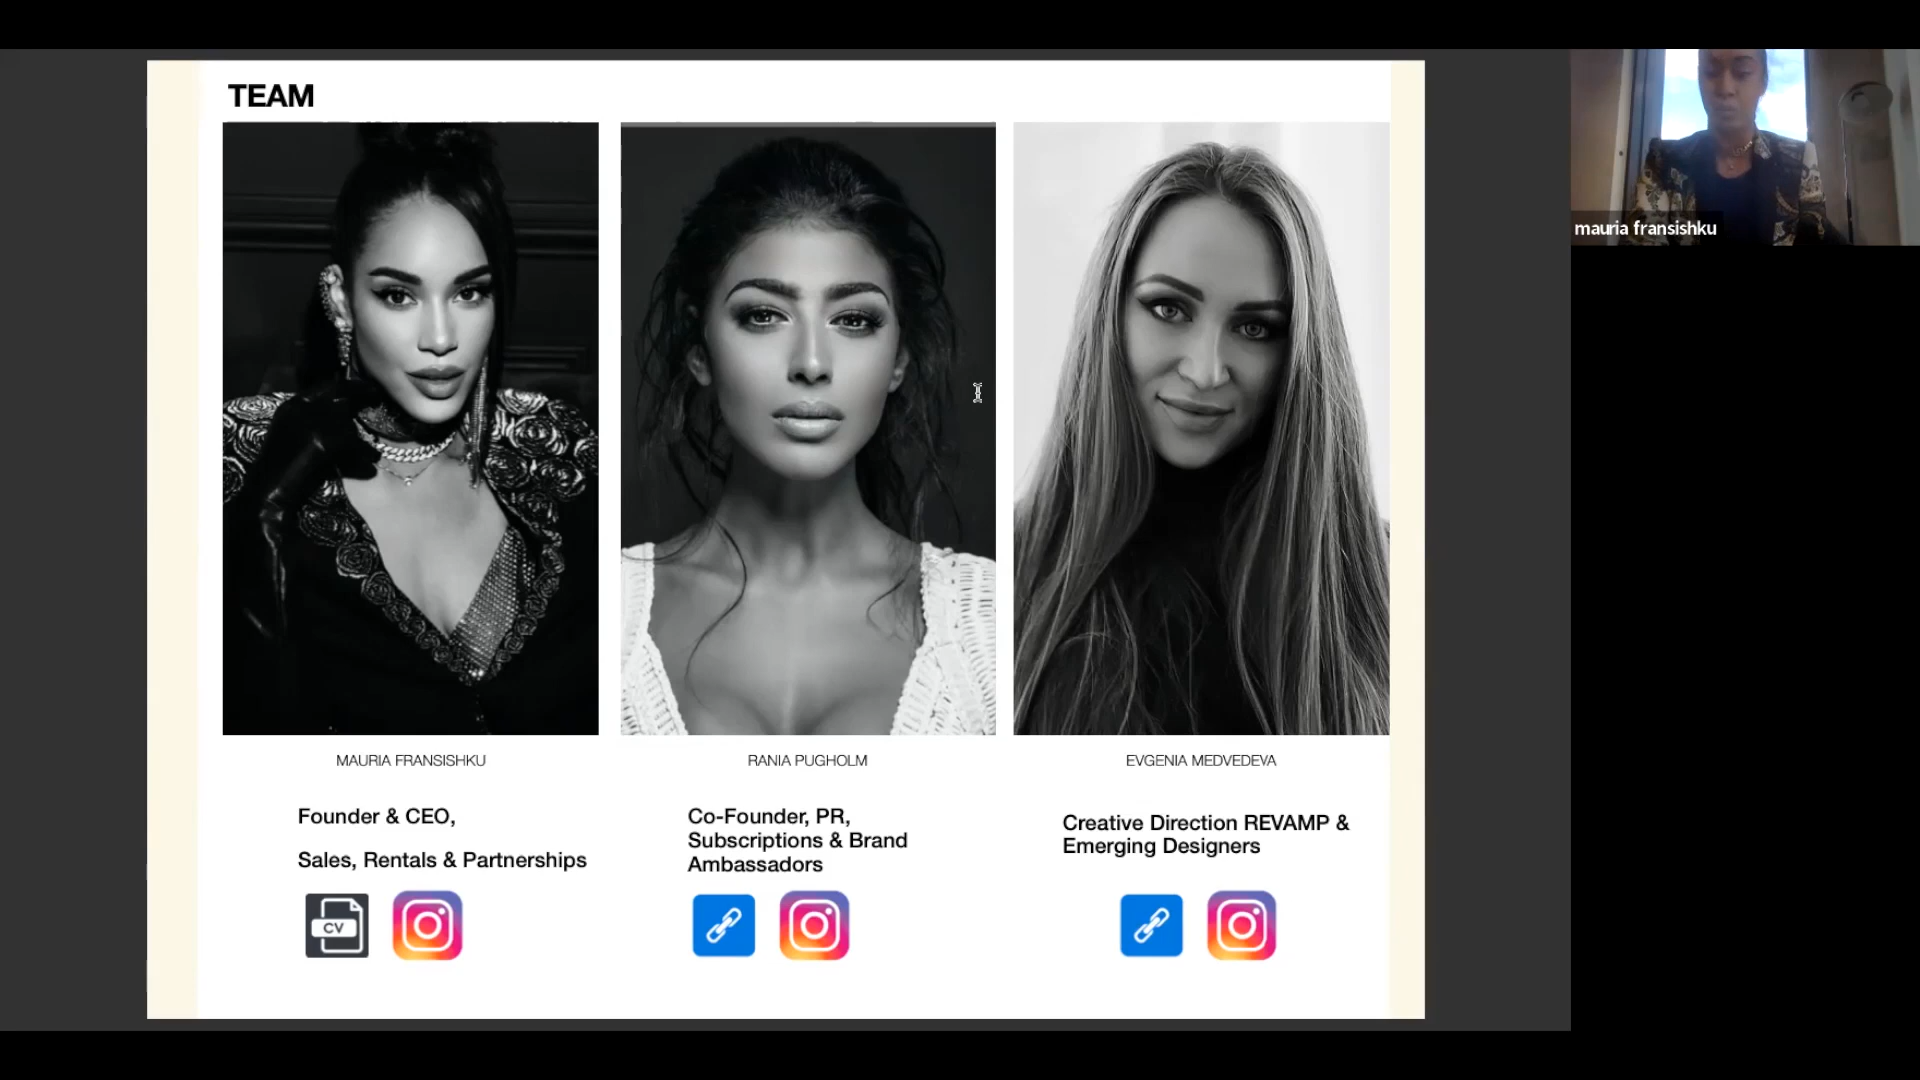 TEAM
mauria fransishku
MAURIA FRANSISHKU
RANIA PUGHOLM
EVGENIA MEDVEDEVA
Founder & CEO,
Sales, Rentals & Partnerships
Co-Founder, PR,
Subscriptions & Brand
Ambassadors
Creative Direction REVAMP &
Emerging Designers
CV